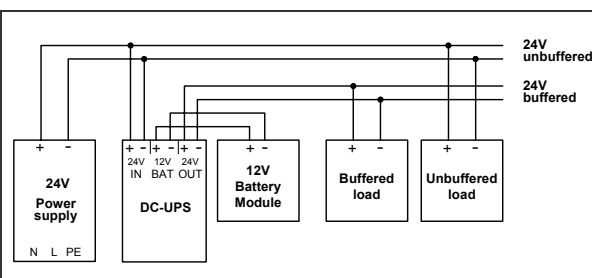 24V
unbuffered
24V
buffered
+ -
24V
Power
supply
N L PE
+ - + - + -
24V 12V 24V
IN BAT OUT
DC-UPS
+ -
12V
Battery
Module
+ -
Buffered
load
+ -
Unbuffered
load